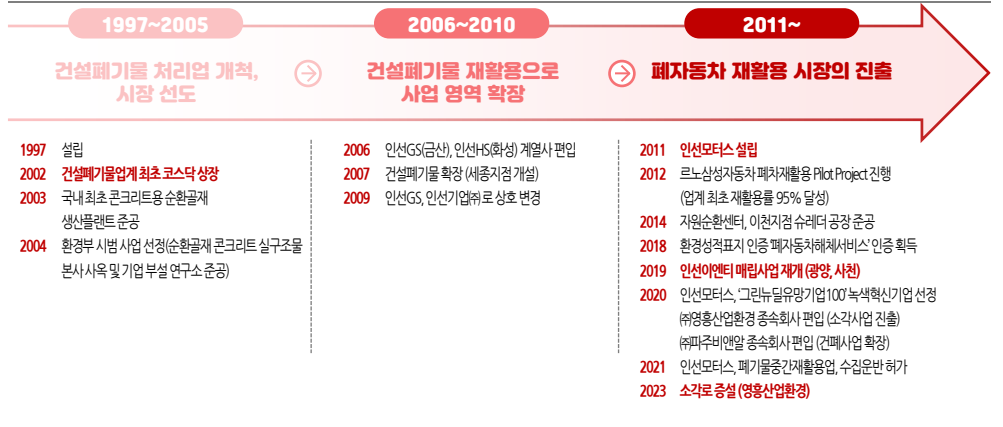 1997~2005
건설폐기물 처리업 개척,
시장 선도
2006~2010
건설폐기물 재활용으로
사업 영역 확장
2011~
폐자동차 재활용 시장의 진출
1997 설립
2002 건설폐기물업계 최초 코스닥 상장
2003 국내 최초 콘크리트용 순환골재
생산플랜트 준공
2004 환경부 시범 사업 선정(순환골재 콘크리트 실구조물
본사 사옥 및 기업 부설 연구소 준공)
2006 인선GS(금산), 인선HS(화성) 계열사 편입
2007 건설폐기물 확장 (세종지점 개설)
2009 인선GS, 인선기업㈜로 상호 변경
2011 인선모터스 설립
2012 르노삼성자동차 폐차재활용 Pilot Project 진행
(업계 최초 재활용률 95% 달성)
2014 자원순환센터, 이천지점 슈레더 공장 준공
2018 환경성적표지 인증 '폐자동차해체서비스' 인증 획득
2019 인선이엔티 매립사업 재개 (광양, 사천)
2020 인선모터스, ‘그린뉴딜유망기업100’ 녹색혁신기업 선정
㈜영흥산업환경 종속회사 편입 (소각사업 진출)
㈜파주비앤알 종속회사 편입 (건폐사업 확장)
2021 인선모터스, 폐기물중간재활용업, 수집운반 허가
2023 소각로 증설 (영흥산업환경)